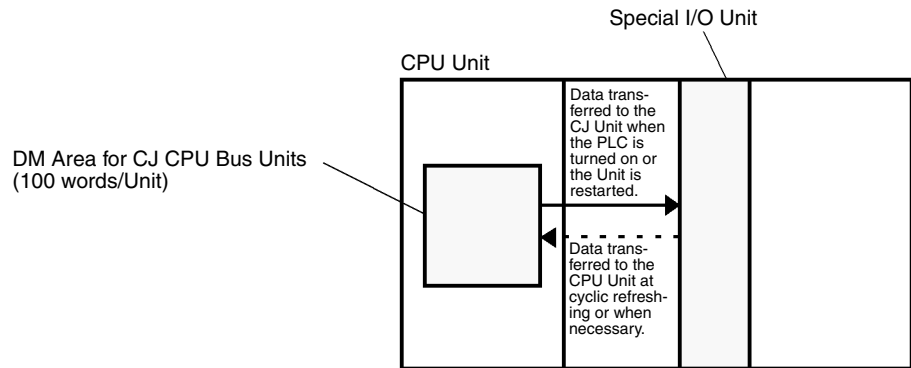 Special I/O Unit
CPU Unit
Data trans-
ferred to the
CJ Unit when
the PLC is
turned on or
the Unit is
restarted.
DM Area for CJ CPU Bus Units
(100 words/Unit)
Data trans-
ferred to the
CPU Unit at
cyclic refresh-
ing or when
necessary.